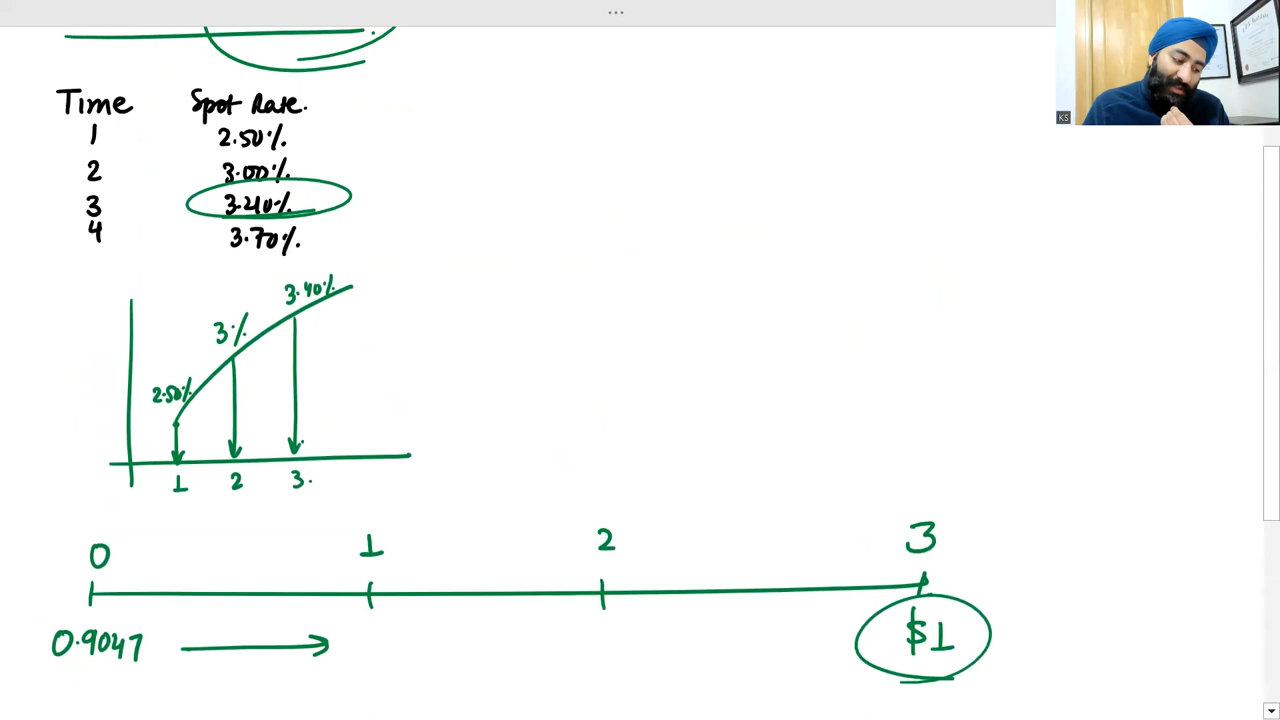 Time Spot Rate.
1 2.50%
2 3.00%
3 3.40%
4 3.70%
3.40%
3%
2.50%
1 2 3.
0 1 2 3
0.9047 $1
KS